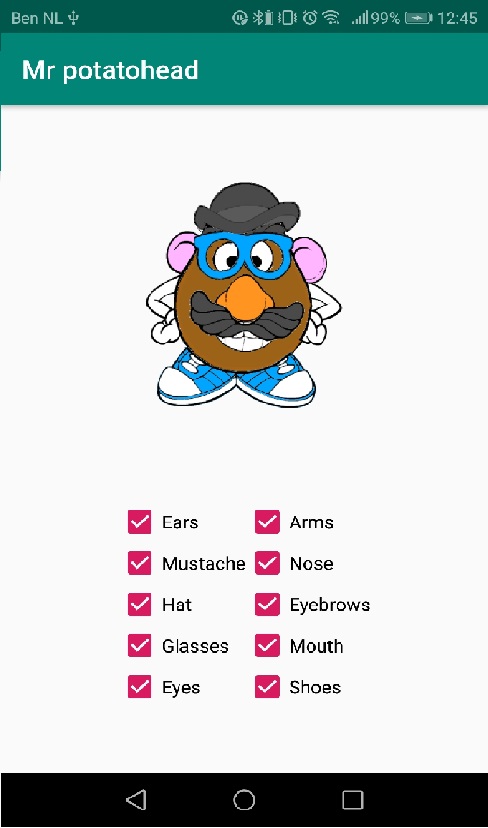 Ben NL 99% 12:45
Mr potatohead
Ears Arms
Mustache Nose
Hat Eyebrows
Glasses Mouth
Eyes Shoes